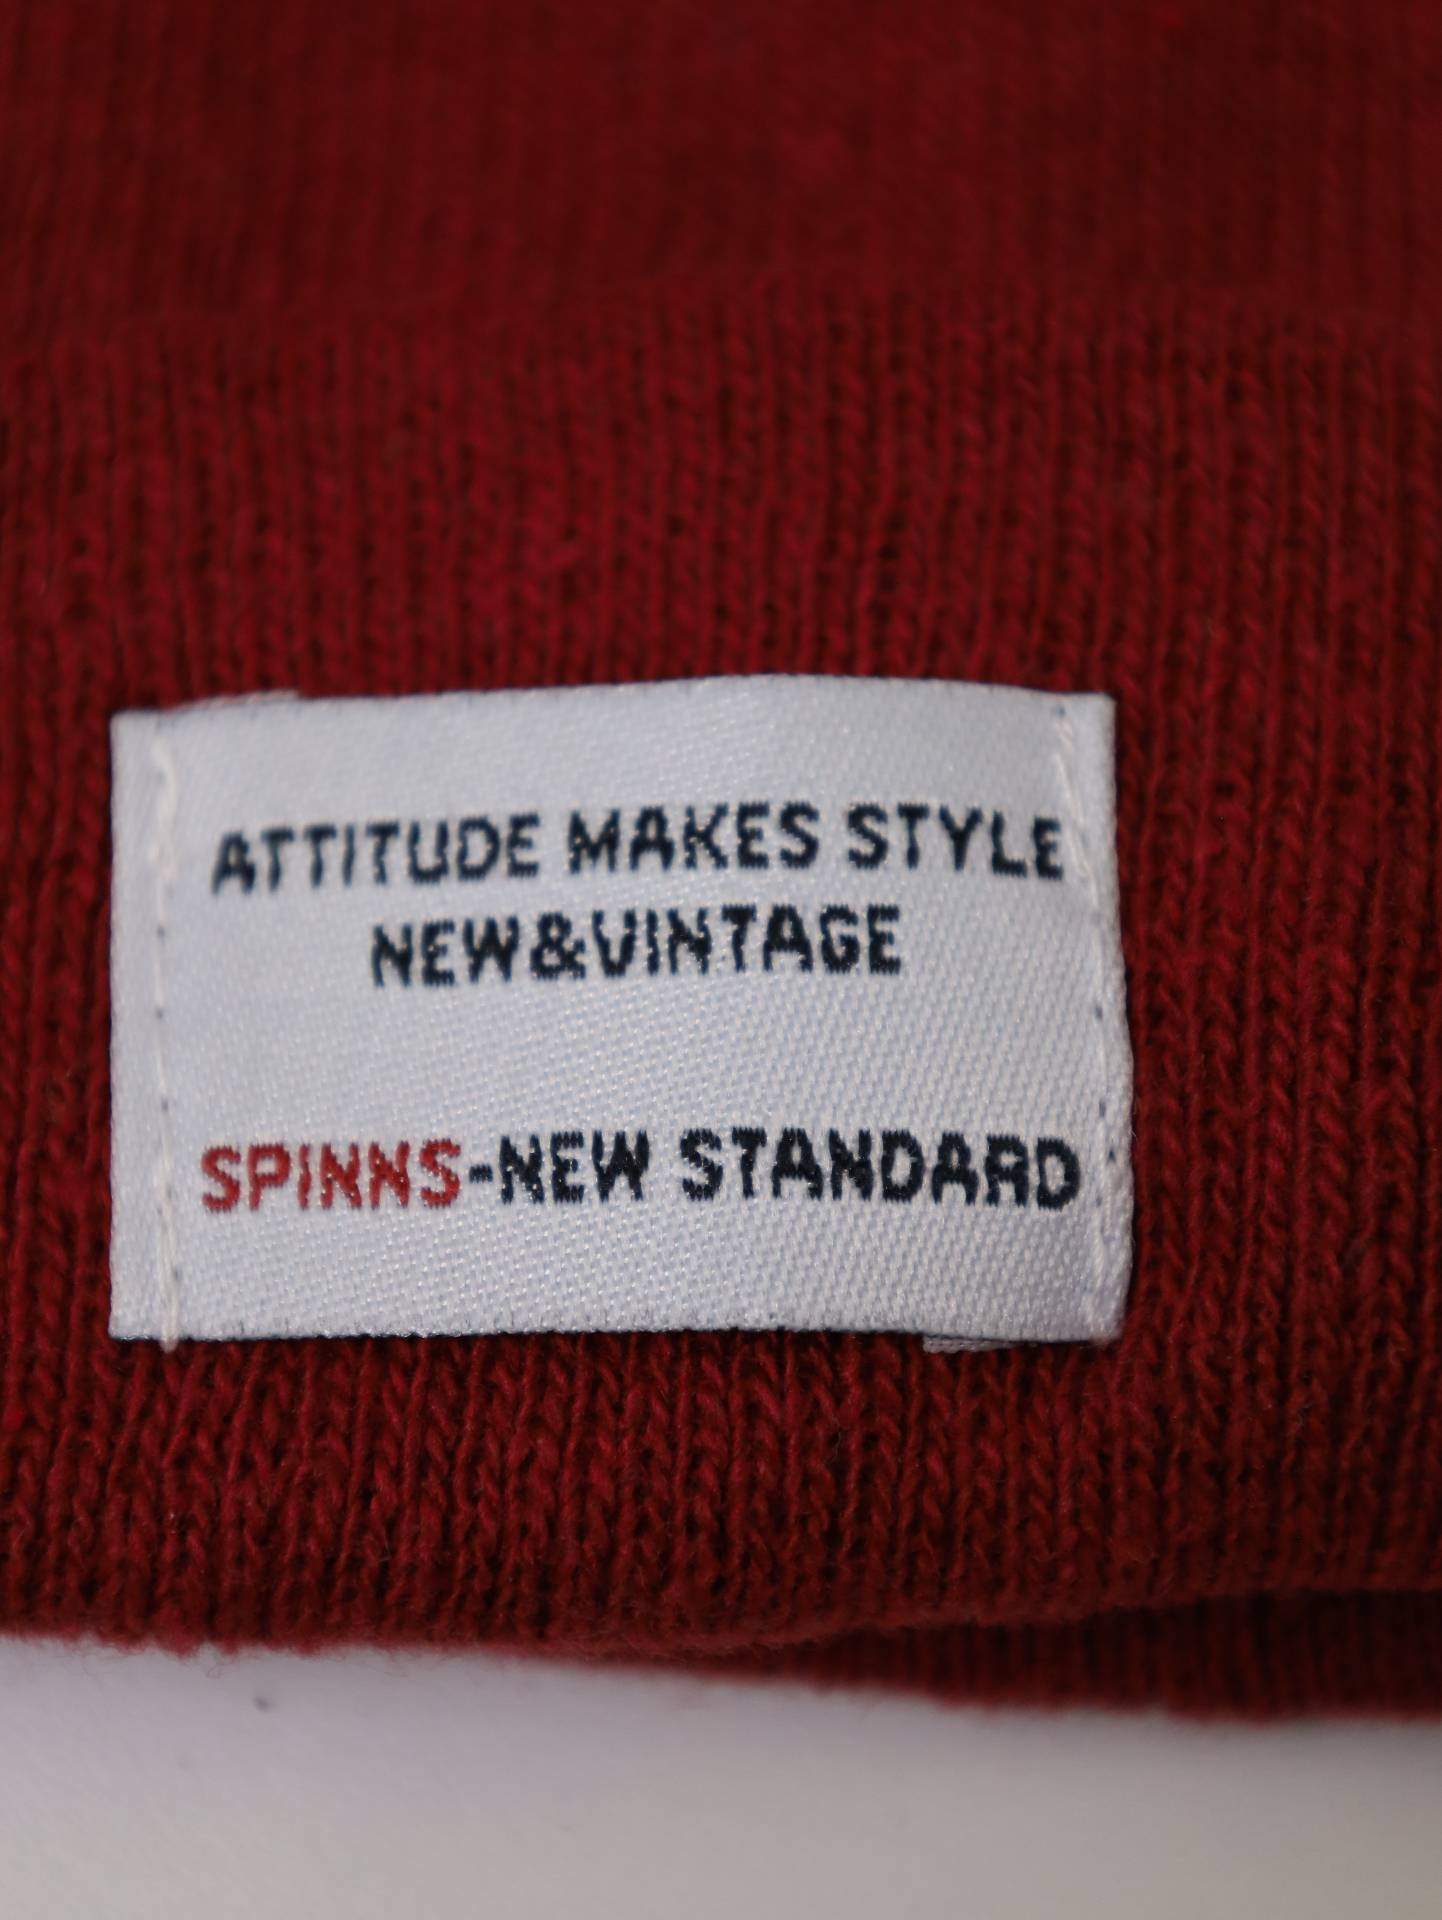 ATTITUDE MAKES STYLE
NEW&VINTAGE
SPINNS-NEW STANDARD